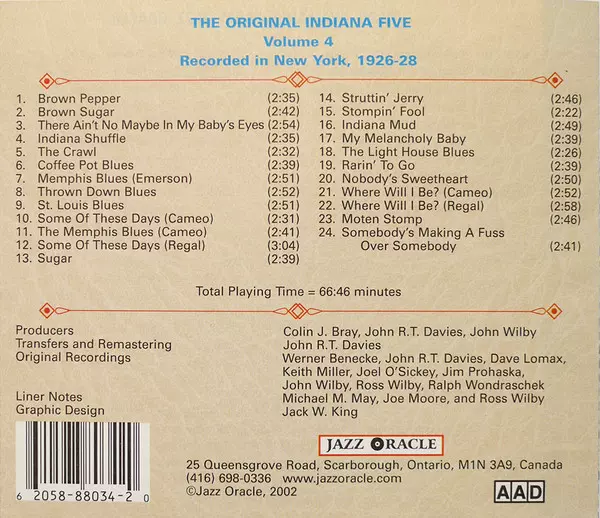 THE ORIGINAL INDIANA FIVE
Volume 4
Recorded in New York, 1926-28
1. Brown Pepper (2:35)
2. Brown Sugar (2:42)
3. There Ain't No Maybe In My Baby's Eyes (2:54)
4. Indiana Shuffle (2:35)
5. The Crawl (2:32)
6. Coffee Pot Blues (2:39)
7. Memphis Blues (Emerson) (2:51)
8. Thrown Down Blues (2:52)
9. St. Louis Blues (2:51)
10. Some Of These Days (Cameo) (2:31)
11. The Memphis Blues (Cameo) (2:41)
12. Some Of These Days (Regal) (3:04)
13. Sugar (2:39)
14. Struttin' Jerry (2:46)
15. Stompin' Fool (2:22)
16. Indiana Mud (2:49)
17. My Melancholy Baby (2:39)
18. The Light House Blues (2:26)
19. Rarin' To Go (2:39)
20. Nobody's Sweetheart (2:50)
21. Where Will I Be? (Cameo) (2:52)
22. Where Will I Be? (Regal) (2:58)
23. Moten Stomp (2:46)
24. Somebody's Making A Fuss
Over Somebody (2:41)
Total Playing Time = 66:46 minutes
Producers Colin J. Bray, John R.T. Davies, John Wilby
Transfers and Remastering John R.T. Davies
Original Recordings Werner Benecke, John R.T. Davies, Dave Lomax,
Keith Miller, Joel O'Sickey, Jim Prohaska,
John Wilby, Ross Wilby, Ralph Wondraschek
Liner Notes Michael M. May, Joe Moore, and Ross Wilby
Graphic Design Jack W. King
JAZZ ORACLE
25 Queensgrove Road, Scarborough, Ontario, M1N 3A9, Canada
(416) 698-0336 www.jazzoracle.com
©Jazz Oracle, 2002
AAD
6 20588 88034-2 0